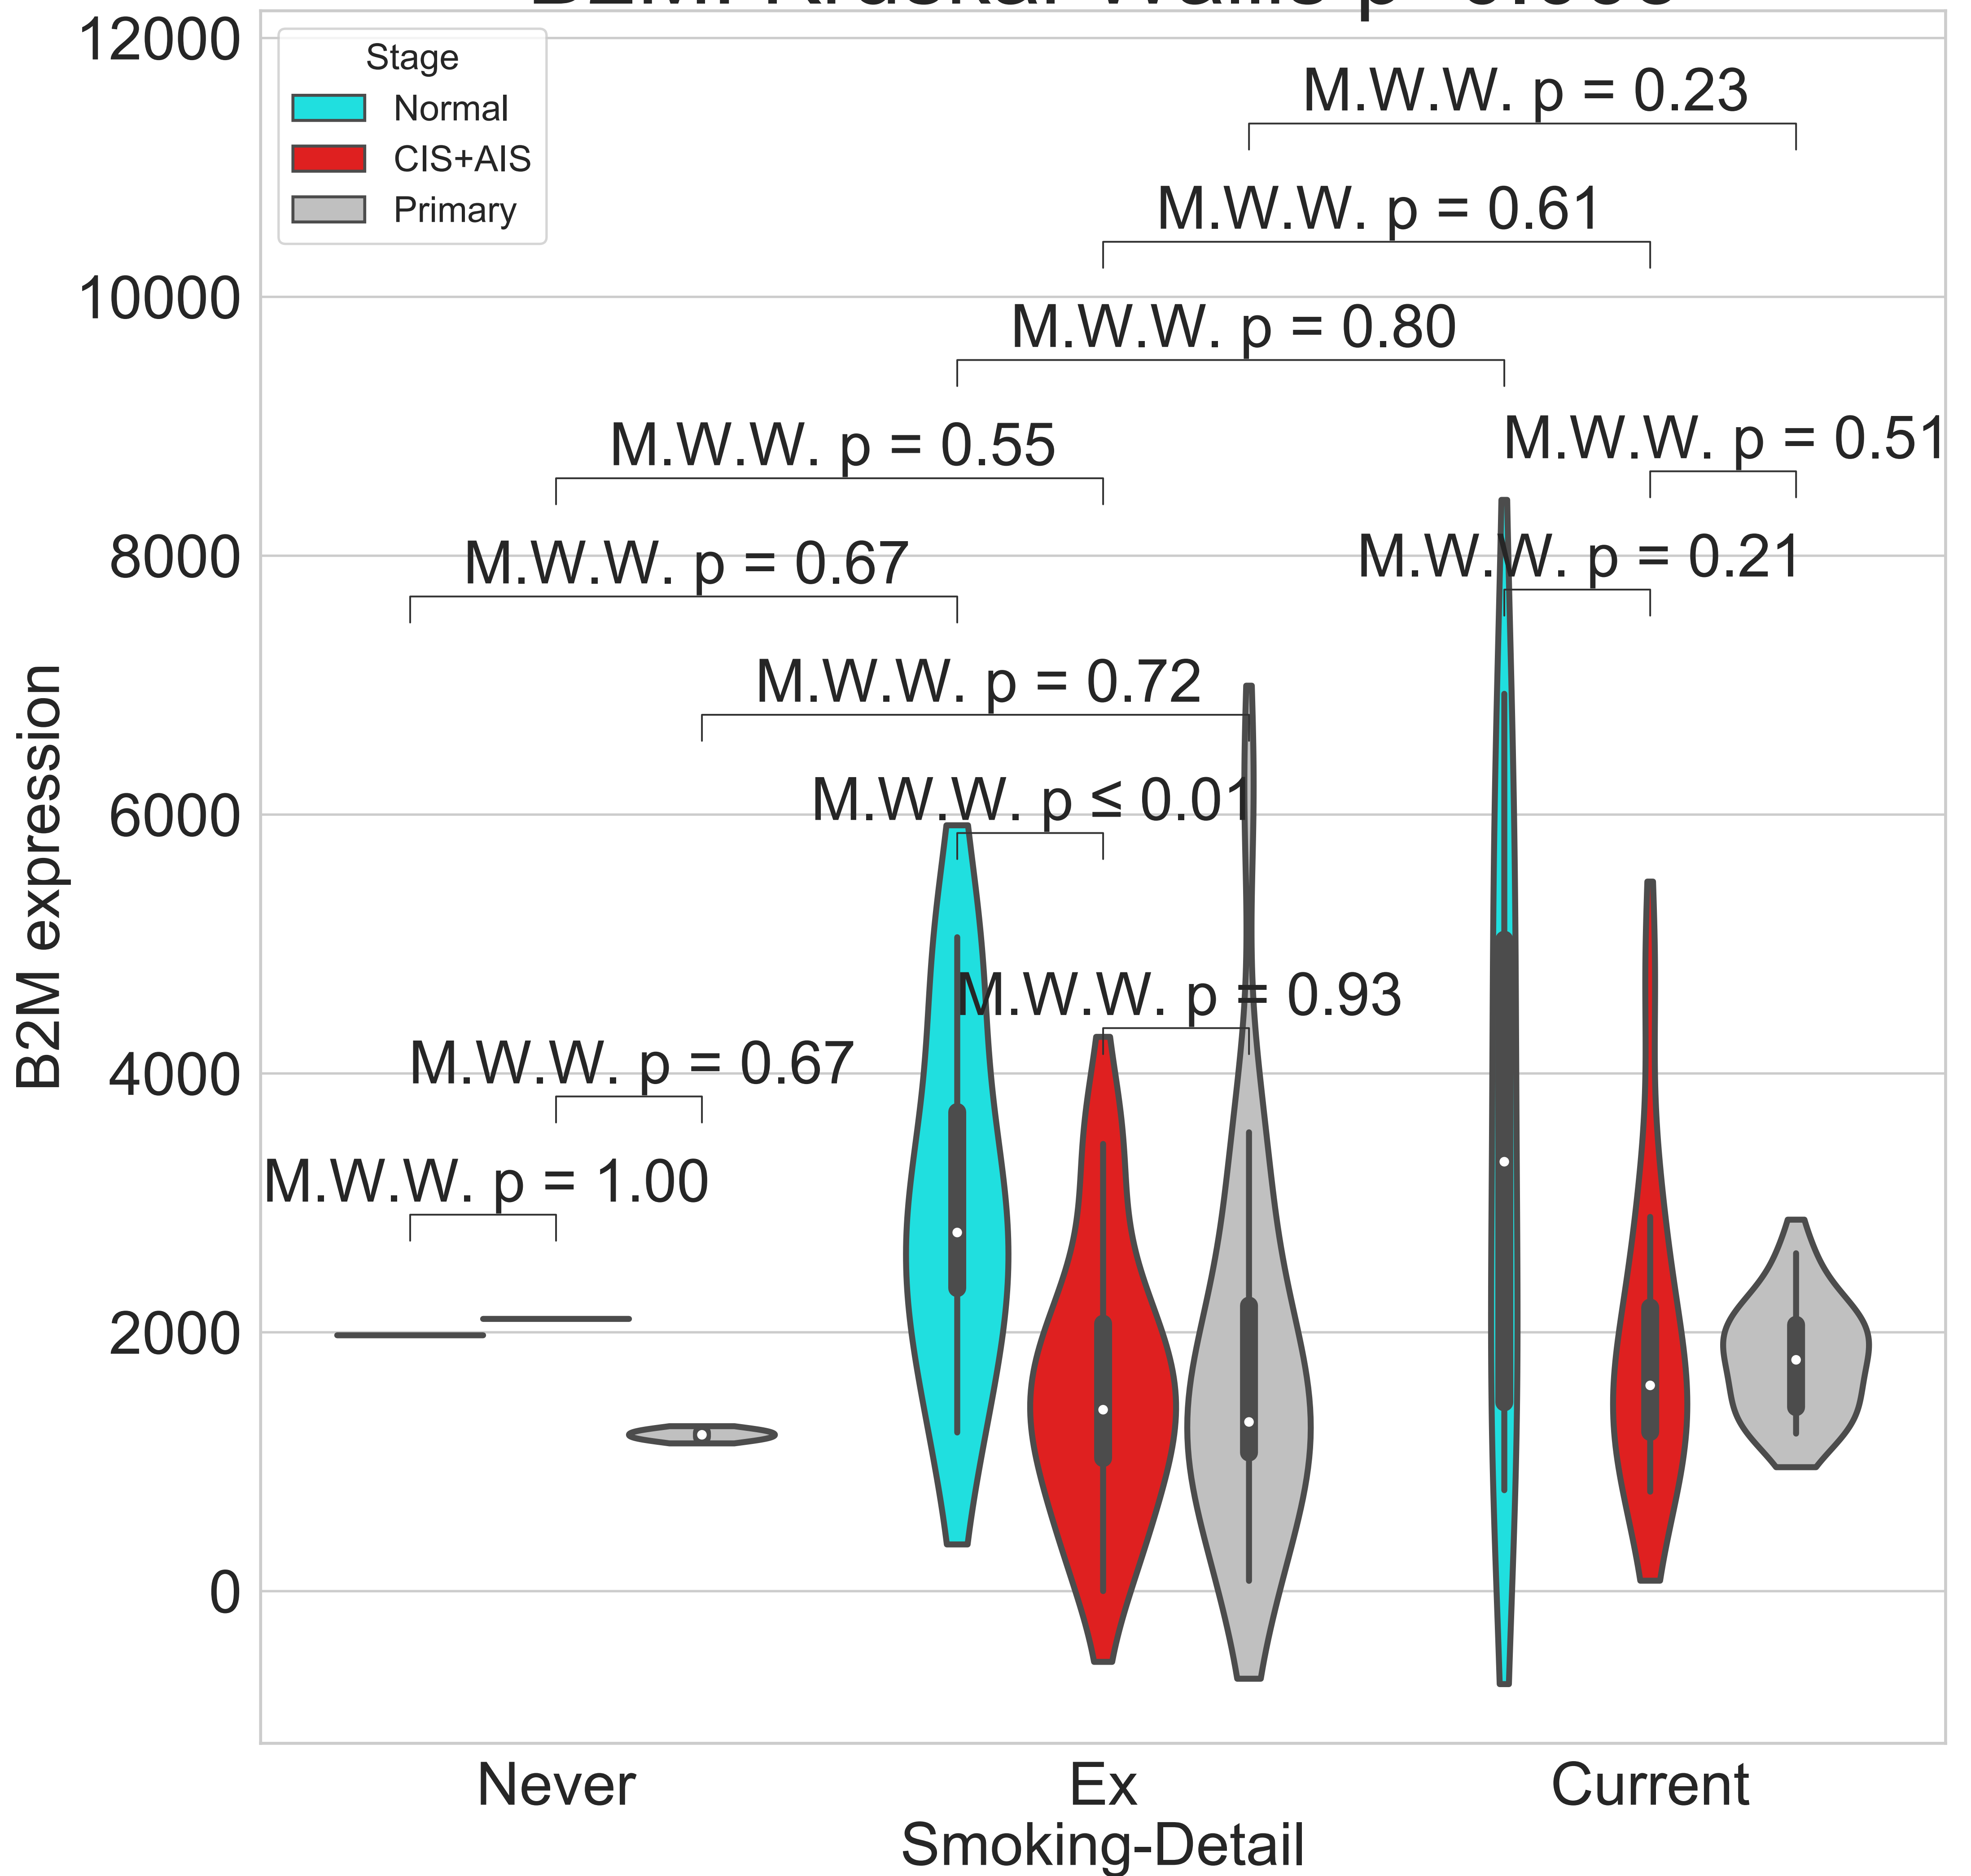 12000
10000
8000
6000
4000
2000
0
B2M expression
Stage
Normal
CIS+AIS
Primary
M.W.W. p = 0.23
M.W.W. p = 0.61
M.W.W. p = 0.80
M.W.W. p = 0.55
M.W.W. p = 0.51
M.W.W. p = 0.67
M.W.W. p = 0.21
M.W.W. p = 0.72
M.W.W. p ≤ 0.01
M.W.W. p = 0.93
M.W.W. p = 0.67
M.W.W. p = 1.00
Never
Ex
Current
Smoking-Detail